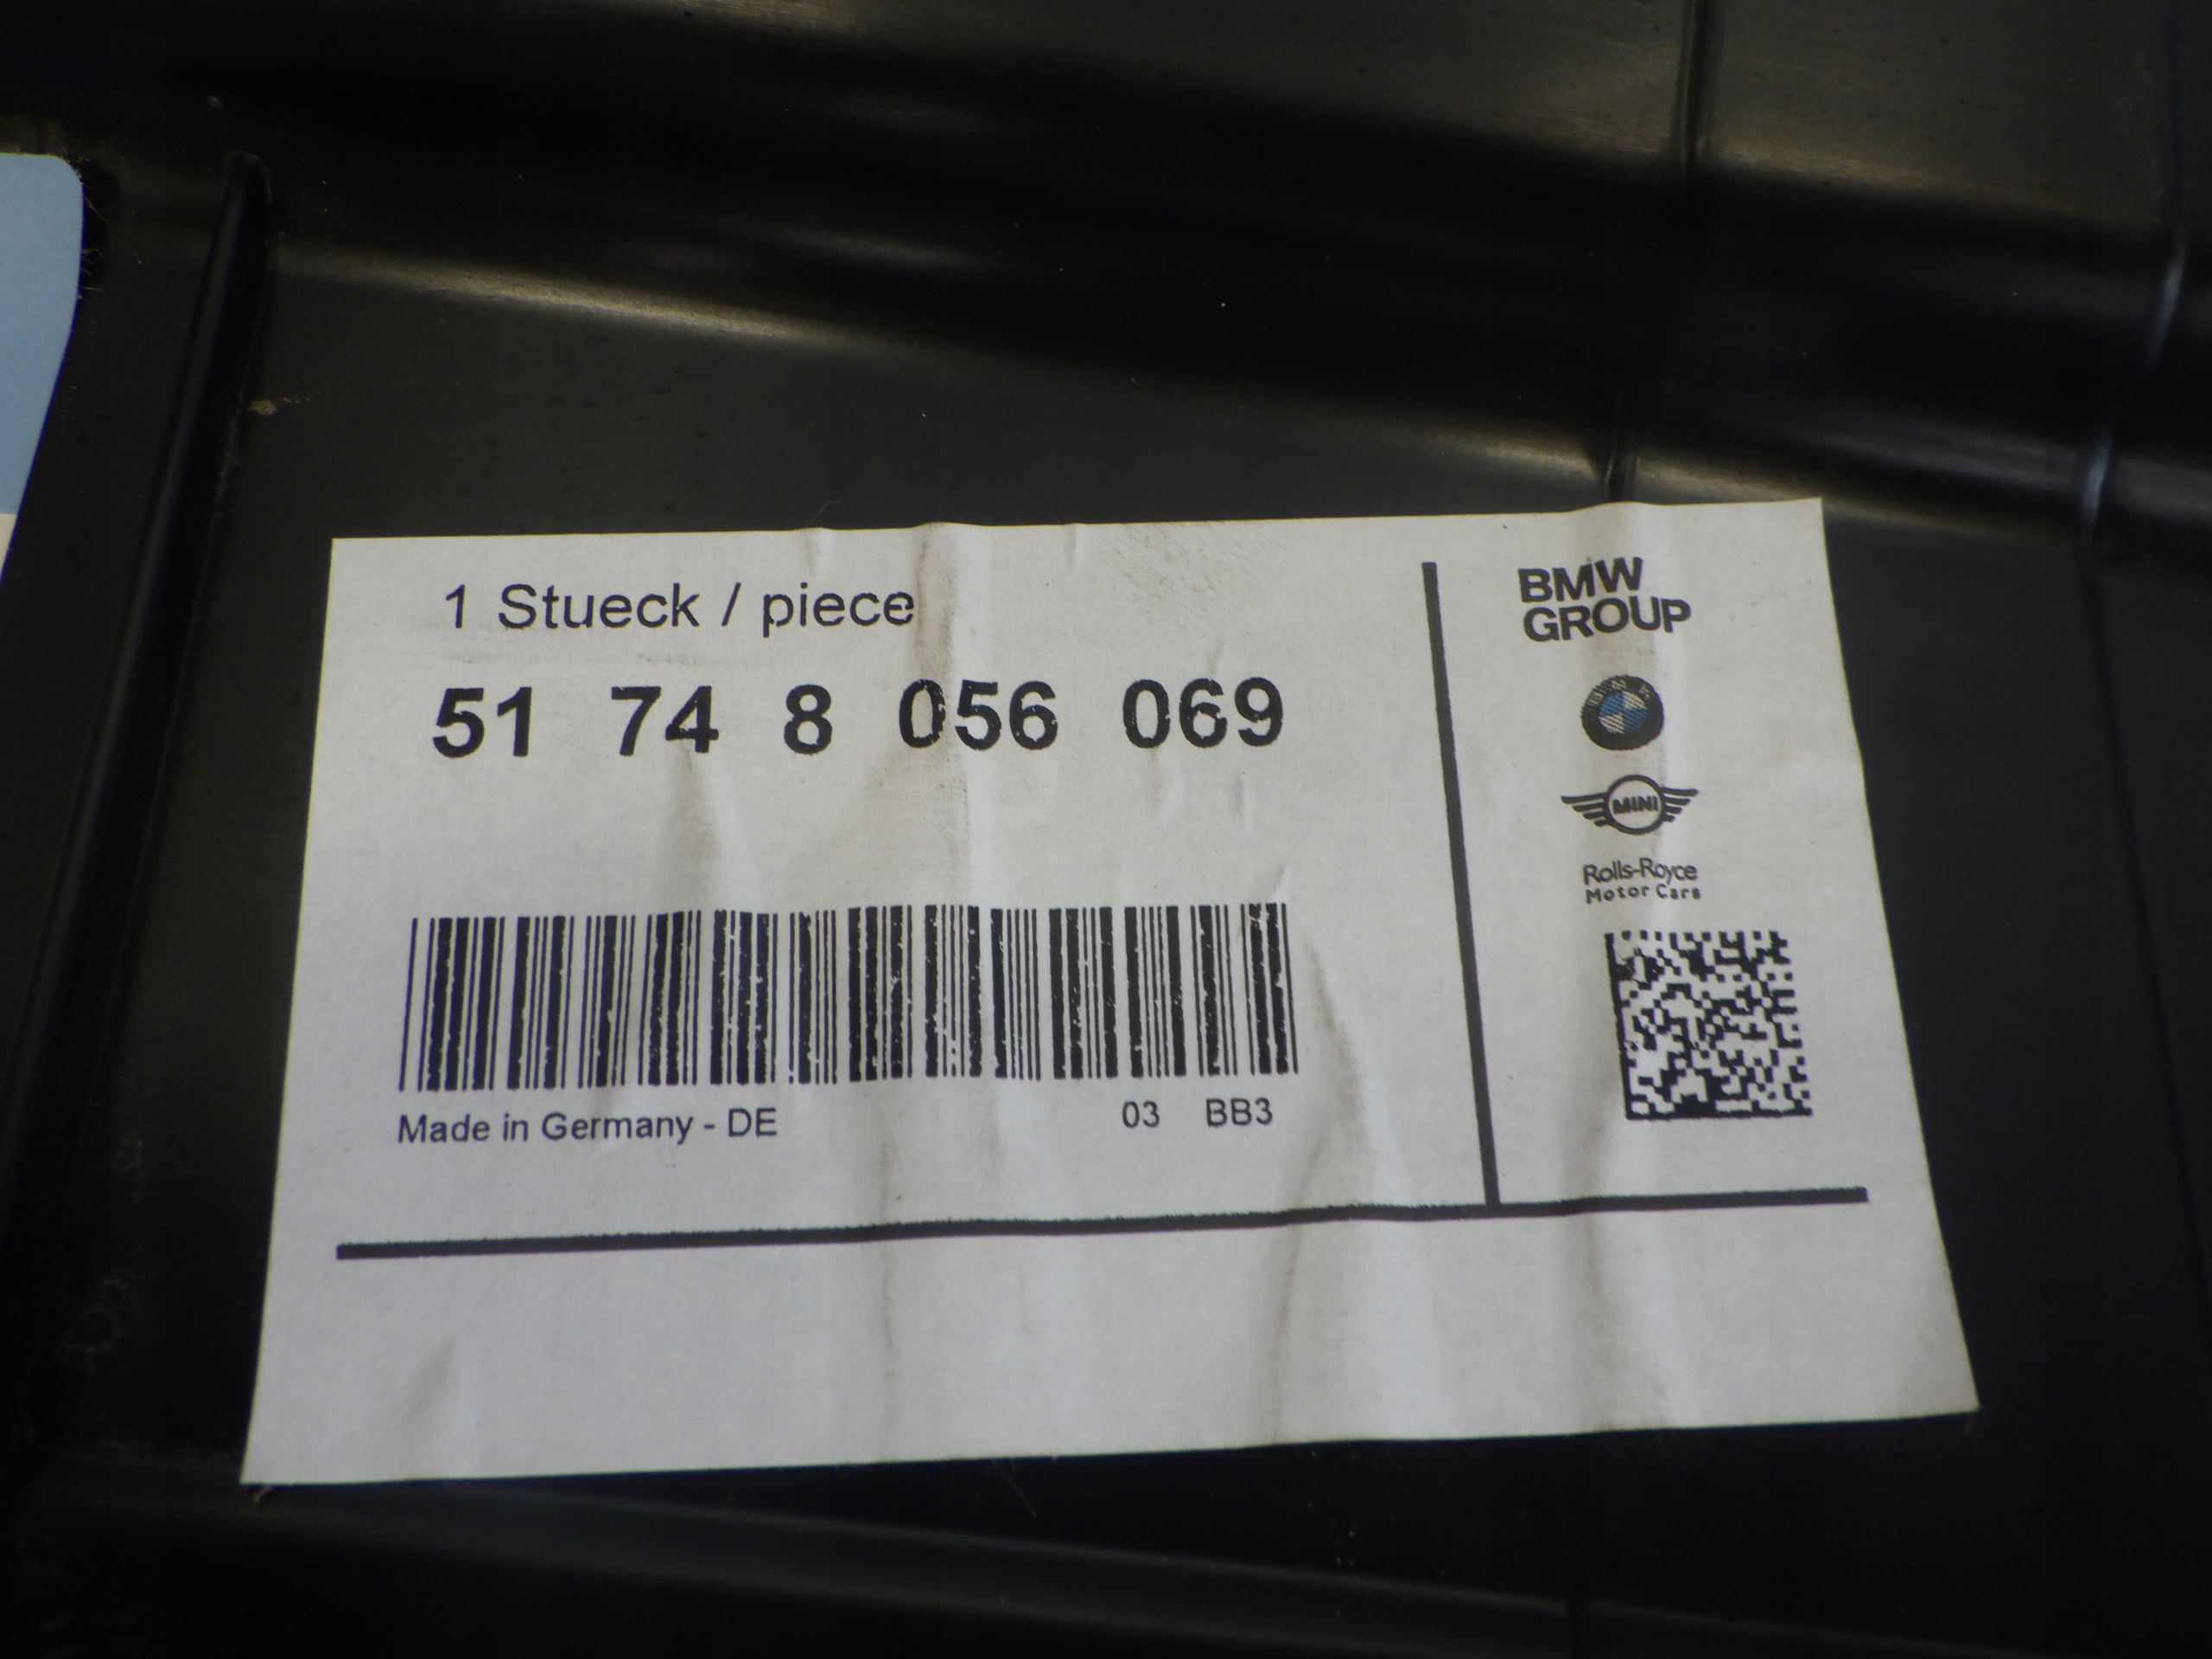 1 Stueck / piece
51 74 8 056 069
Made in Germany - DE
03 BB3
BMW
GROUP
MINI
Rolls-Royce
Motor Cars